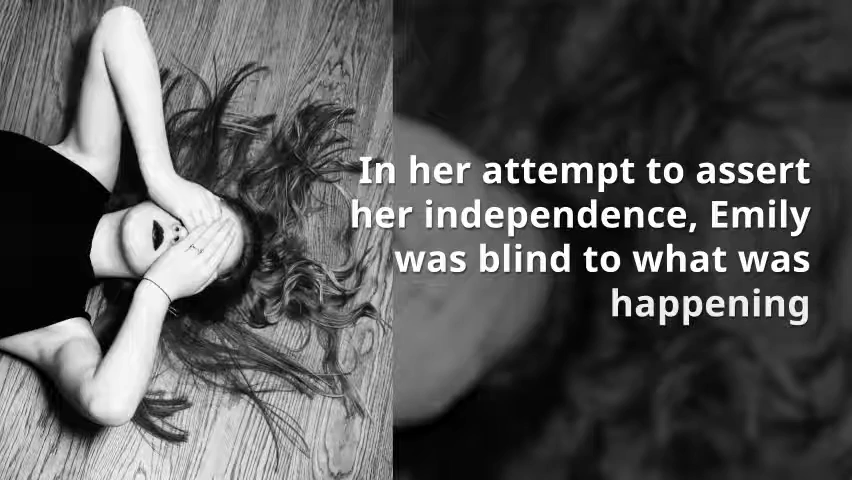 In her attempt to assert
her independence, Emily
was blind to what was
happening